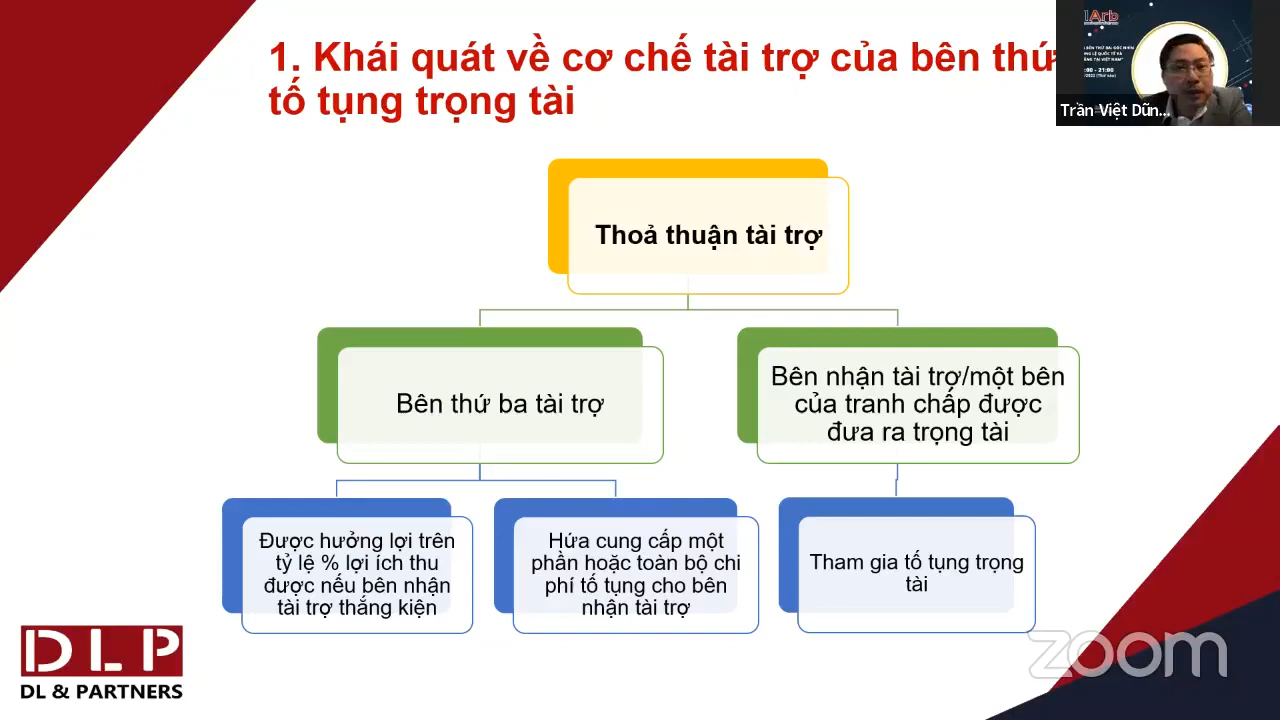 1. Khái quát về cơ chế tài trợ của bên thứ
tố tụng trọng tài
Trần Việt Dũn...
Thoả thuận tài trợ
Bên thứ ba tài trợ
Bên nhận tài trợ/một bên
của tranh chấp được
đưa ra trọng tài
Được hưởng lợi trên
tỷ lệ % lợi ích thu
được nếu bên nhận
tài trợ thắng kiện
Hứa cung cấp một
phần hoặc toàn bộ chi
phí tố tụng cho bên
nhận tài trợ
Tham gia tố tụng trọng
tài
DLP
DL & PARTNERS
zoom